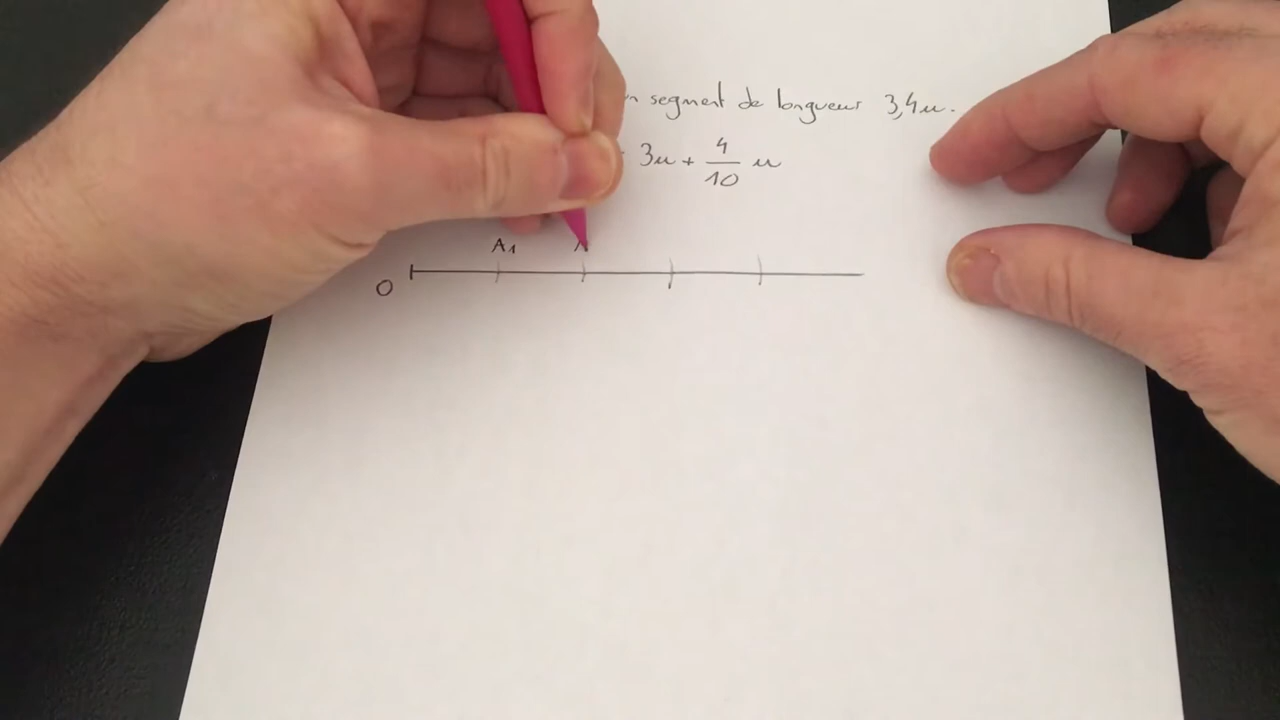 segment de longueur 3,4u.
3u + 4/10 u
A1 A
O